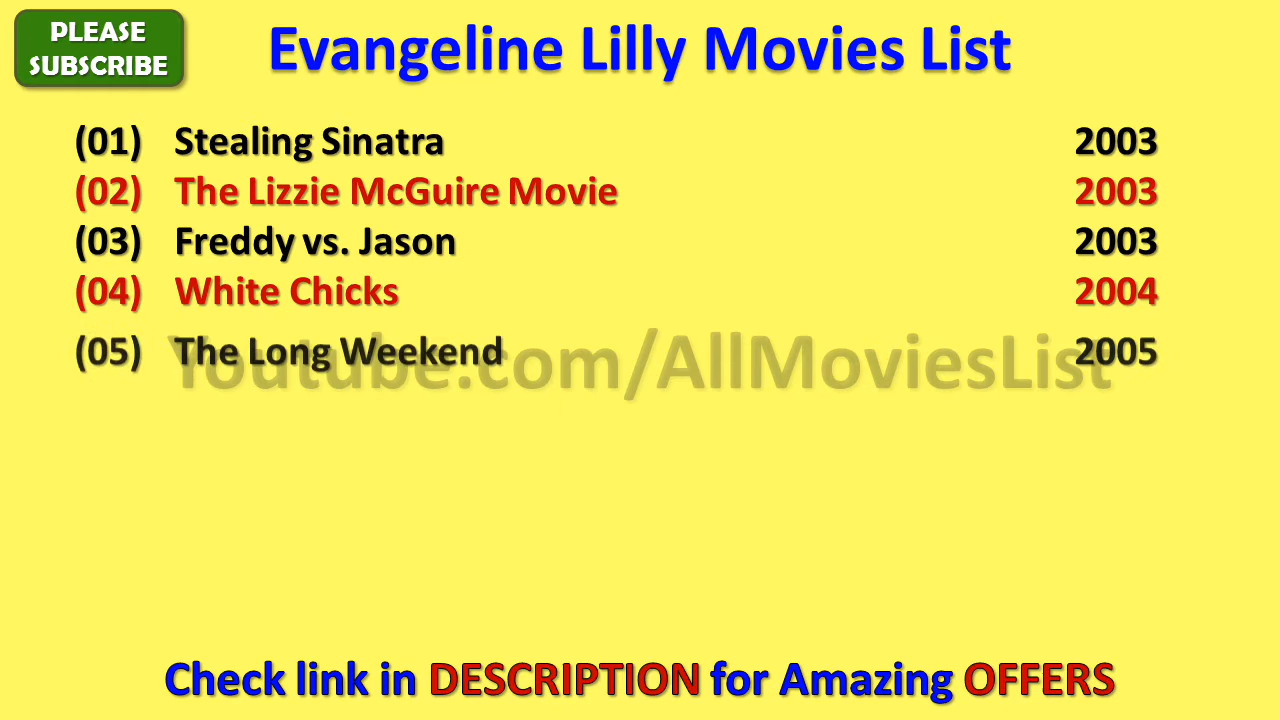 PLEASE
SUBSCRIBE
Evangeline Lilly Movies List
(01) Stealing Sinatra 2003
(02) The Lizzie McGuire Movie 2003
(03) Freddy vs. Jason 2003
(04) White Chicks 2004
(05) The Long Weekend 2005
Youtube.com/AllMoviesList
Check link in DESCRIPTION for Amazing OFFERS